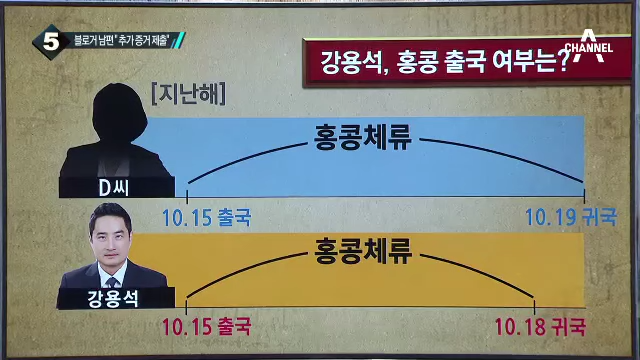 5
블로거 남편 "추가 증거 제출"
CHANNEL A
강용석, 홍콩 출국 여부는?
[지난해]
홍콩체류
D씨
10.15 출국
10.19 귀국
홍콩체류
강용석
10.15 출국
10.18 귀국